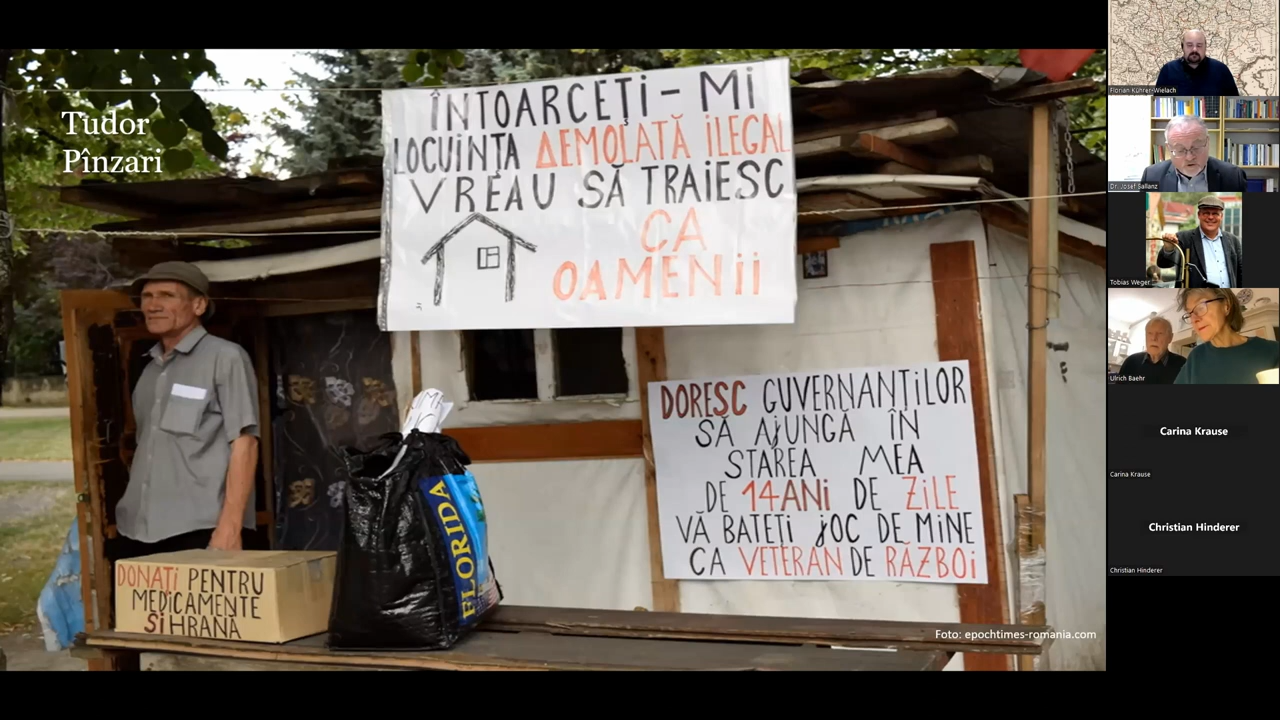 Tudor
Pînzari
ÎNTOARCEȚI-MI
LOCUINȚA DEMOLATĂ iLEGAL
VREAU SĂ TRAiESC
CA
OAMENii
DORESC GUVERNANȚiLOR
SĂ AjUNGĂ ÎN
STAREA MEA
DE 14ANi DE ZiLE
VĂ BATEȚi jOC DE MiNE
CA VETERAN DE RĂZBOi
DONAȚi PENTRU
MEDiCAMENTE
Si HRANĂ
FLORIDA
Foto: epochtimes-romania.com
Florian Kührer-Wielach
Dr. Josef Sallanz
Tobias Weger
Ulrich Baehr
Carina Krause
Carina Krause
Christian Hinderer
Christian Hinderer